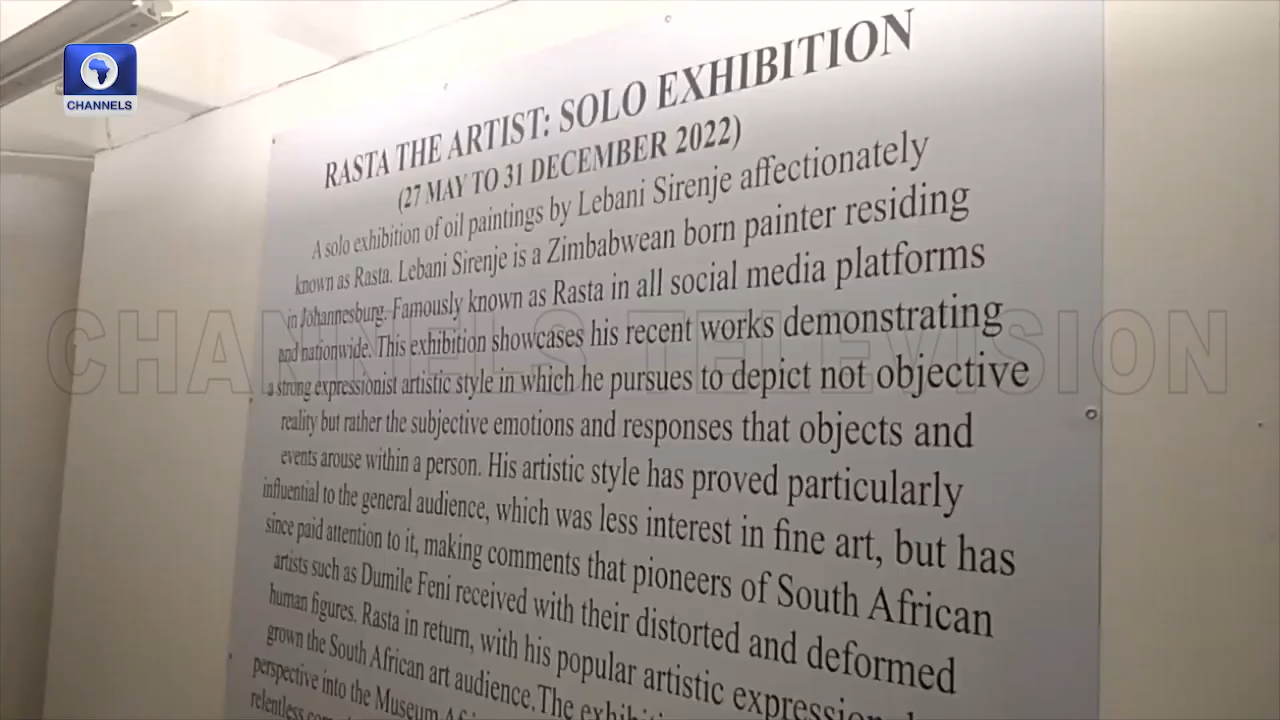 CHANNELS
RASTA THE ARTIST: SOLO EXHIBITION
(27 MAY TO 31 DECEMBER 2022)
A solo exhibition of oil paintings by Lebani Sirenje affectionately
known as Rasta. Lebani Sirenje is a Zimbabwean born painter residing
in Johannesburg. Famously known as Rasta in all social media platforms
and nationwide. This exhibition showcases his recent works demonstrating
a strong expressionist artistic style in which he pursues to depict not objective
reality but rather the subjective emotions and responses that objects and
events arouse within a person. His artistic style has proved particularly
influential to the general audience, which was less interest in fine art, but has
since paid attention to it, making comments that pioneers of South African
artists such as Dumile Feni received with their distorted and deformed
human figures. Rasta in return, with his popular artistic
grown the South African art audience. The
perspective into the Museum
relentless
CHANNELS TELEVISION